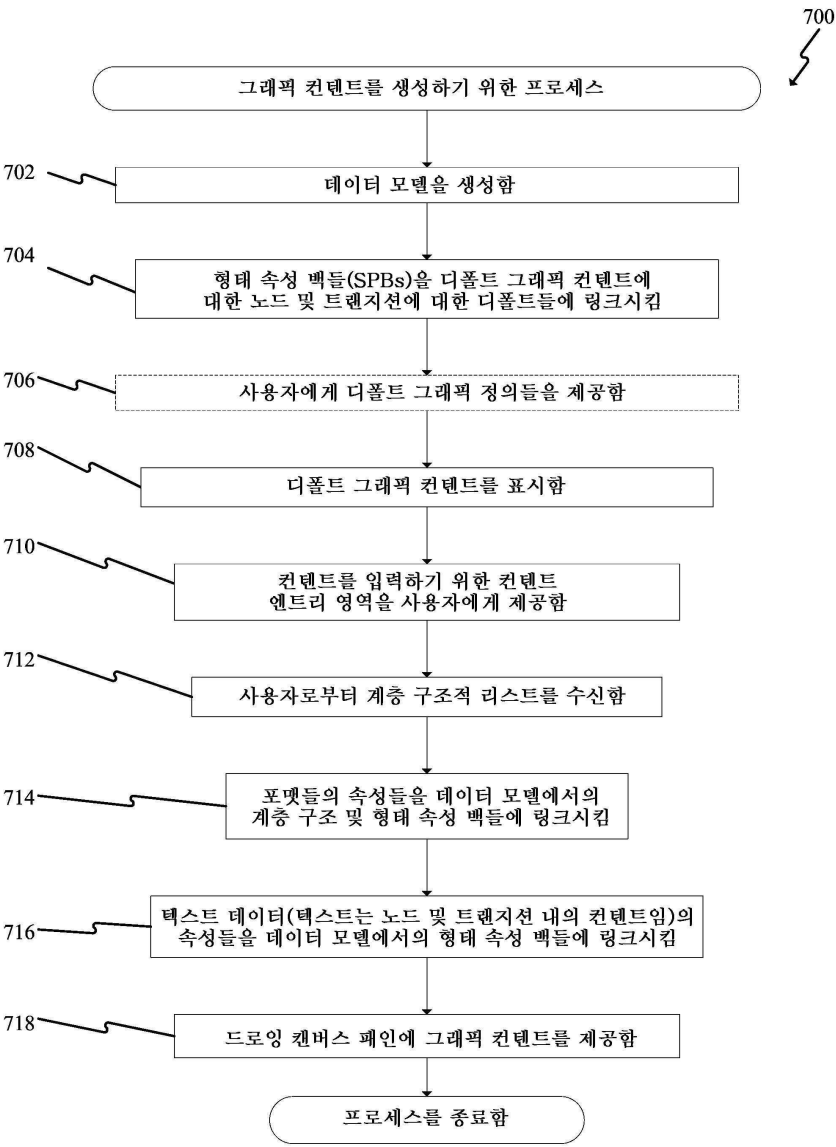 700
그래픽 컨텐트를 생성하기 위한 프로세스
702
데이터 모델을 생성함
704
형태 속성 백들(SPBs)을 디폴트 그래픽 컨텐트에
대한 노드 및 트랜지션에 대한 디폴트들에 링크시킴
706
사용자에게 디폴트 그래픽 정의들을 제공함
708
디폴트 그래픽 컨텐트를 표시함
710
컨텐트를 입력하기 위한 컨텐트
엔트리 영역을 사용자에게 제공함
712
사용자로부터 계층 구조적 리스트를 수신함
714
포맷들의 속성들을 데이터 모델에서의
계층 구조 및 형태 속성 백들에 링크시킴
716
텍스트 데이터(텍스트는 노드 및 트랜지션 내의 컨텐트임)의
속성들을 데이터 모델에서의 형태 속성 백들에 링크시킴
718
드로잉 캔버스 페인에 그래픽 컨텐트를 제공함
프로세스를 종료함